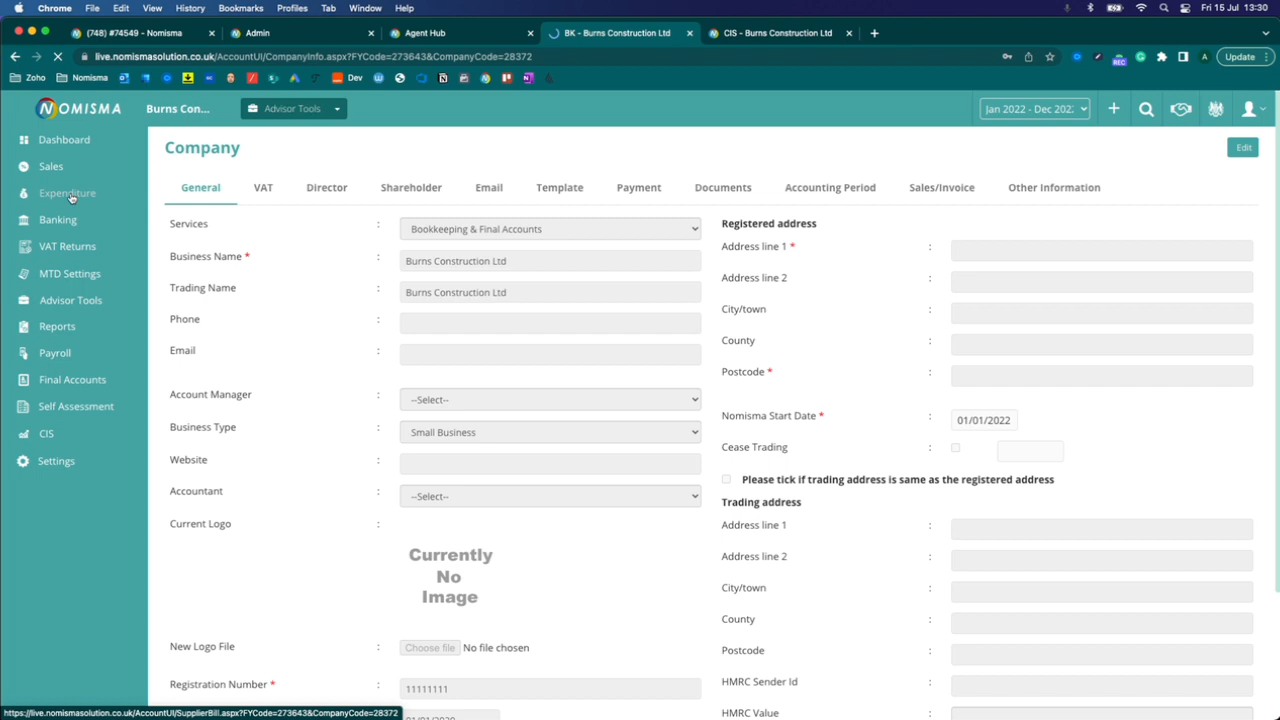 Chrome File Edit View History Bookmarks Profiles Tab Window Help Fri 15 Jul 13:30
(748) #74549 - Nomisma Admin Agent Hub BK - Burns Construction Ltd CIS - Burns Construction Ltd
live.nomismasolution.co.uk/AccountUI/CompanyInfo.aspx?FYCode=273643&CompanyCode=28372 REC Update
Zoho Nomisma Dev
NOMISMA Burns Con... Advisor Tools Jan 2022 - Dec 202
Dashboard
Sales
Expenditure
Banking
VAT Returns
MTD Settings
Advisor Tools
Reports
Payroll
Final Accounts
Self Assessment
CIS
Settings
Company Edit
General VAT Director Shareholder Email Template Payment Documents Accounting Period Sales/Invoice Other Information
Services : Bookkeeping & Final Accounts
Business Name * : Burns Construction Ltd
Trading Name : Burns Construction Ltd
Phone :
Email :
Account Manager : --Select--
Business Type : Small Business
Website :
Accountant : --Select--
Current Logo :
Currently
No
Image
New Logo File : Choose file No file chosen
Registration Number * : 11111111
01/01/2020
Registered address
Address line 1 * :
Address line 2 :
City/town :
County :
Postcode * :
Nomisma Start Date * : 01/01/2022
Cease Trading :
Please tick if trading address is same as the registered address
Trading address
Address line 1 :
Address line 2 :
City/town :
County :
Postcode :
HMRC Sender Id :
HMRC Value :
https://live.nomismasolution.co.uk/AccountUI/SupplierBill.aspx?FYCode=273643&CompanyCode=28372